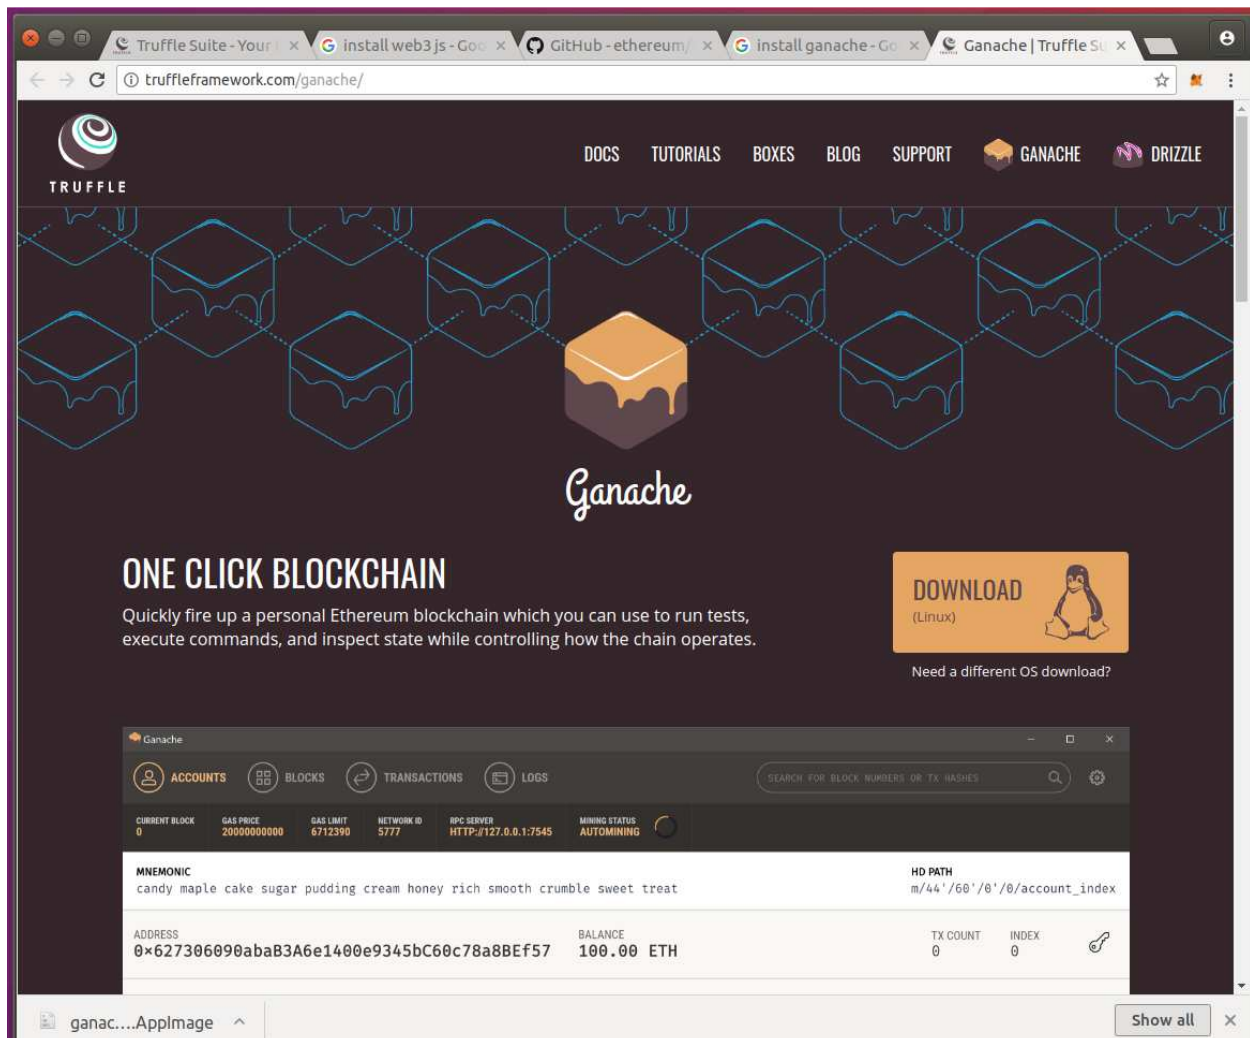 Truffle Suite - Your
install web3 js - Goo
GitHub - ethereum/
install ganache - Go
Ganache | Truffle Su
truffleframework.com/ganache/
TRUFFLE
DOCS TUTORIALS BOXES BLOG SUPPORT GANACHE DRIZZLE
Ganache
ONE CLICK BLOCKCHAIN
Quickly fire up a personal Ethereum blockchain which you can use to run tests,
execute commands, and inspect state while controlling how the chain operates.
DOWNLOAD
(Linux)
Need a different OS download?
Ganache
ACCOUNTS BLOCKS TRANSACTIONS LOGS
SEARCH FOR BLOCK NUMBERS OR TX HASHES
CURRENT BLOCK GAS PRICE GAS LIMIT NETWORK ID RPC SERVER MINING STATUS
0 20000000000 6712390 5777 HTTP://127.0.0.1:7545 AUTOMINING
MNEMONIC HD PATH
candy maple cake sugar pudding cream honey rich smooth crumble sweet treat m/44'/60'/0'/0/account_index
ADDRESS BALANCE TX COUNT INDEX
0×627306090abaB3A6e1400e9345bC60c78a8BEf57 100.00 ETH 0 0
ganac....AppImage
Show all